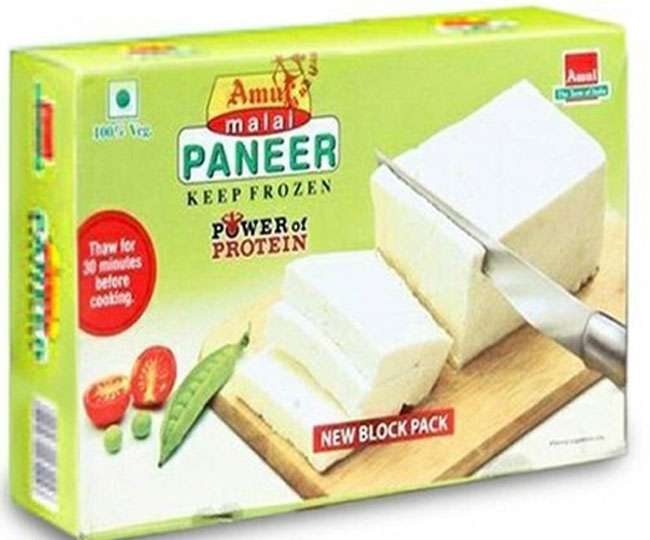 100% Veg.
Amul
malai
PANEER
KEEP FROZEN
POWER of
PROTEIN
Amul
The Taste of India
Thaw for
30 minutes
before
cooking.
NEW BLOCK PACK